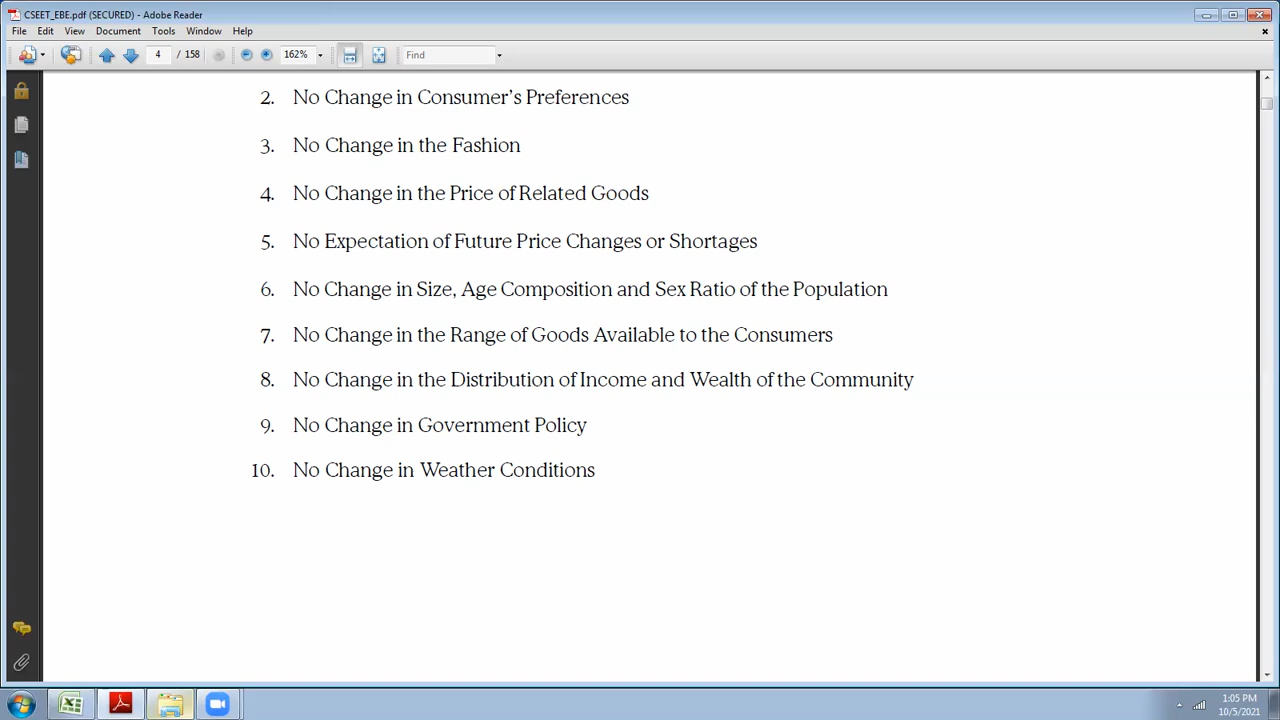 CSEET_EBE.pdf (SECURED) - Adobe Reader
File Edit View Document Tools Window Help
4 / 158 162% Find
2. No Change in Consumer's Preferences
3. No Change in the Fashion
4. No Change in the Price of Related Goods
5. No Expectation of Future Price Changes or Shortages
6. No Change in Size, Age Composition and Sex Ratio of the Population
7. No Change in the Range of Goods Available to the Consumers
8. No Change in the Distribution of Income and Wealth of the Community
9. No Change in Government Policy
10. No Change in Weather Conditions
1:05 PM
10/5/2021